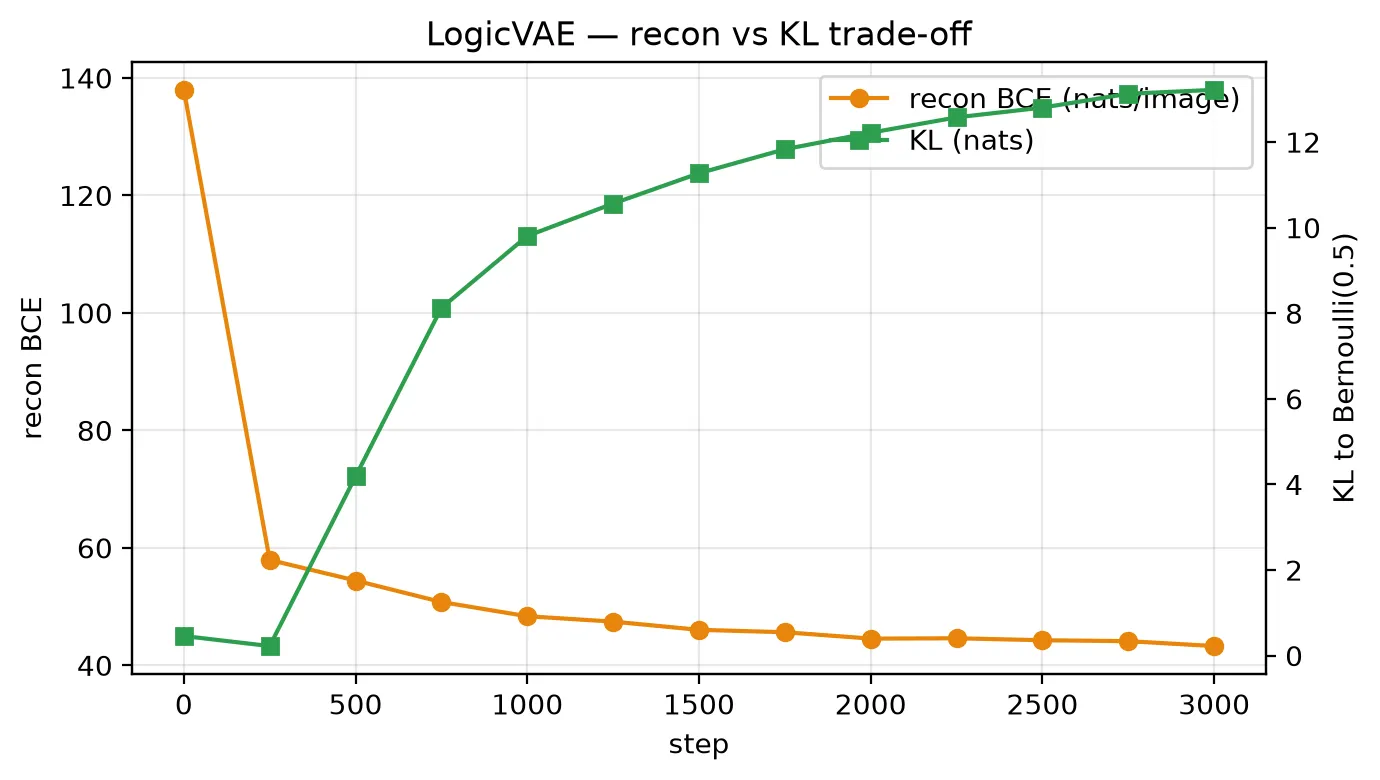 LogicVAE — recon vs KL trade-off
recon BCE (nats/image)
KL (nats)
recon BCE
140
120
100
80
60
40
KL to Bernoulli(0.5)
12
10
8
6
4
2
0
0 500 1000 1500 2000 2500 3000
step